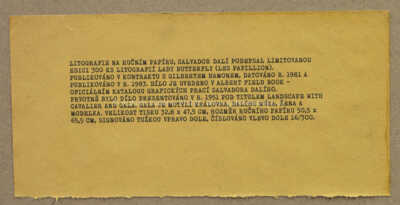 LITOGRAFIE NA RUČNÍM PAPÍRU, SALVADOR DALÍ PODEPSAL LIMITOVANOU
EDICI 300 KS LITOGRAFIÍ LADY BUTTERFLY (LES PAPILLION).
PUBLIKOVÁNO V KONTRAKTU S GILBERTEM HAMONEM, DATOVÁNO R. 1981 A
PUBLIKOVÁNO V R. 1983. DÍLO JE UVEDENO V ALBERT FIELD BOOK -
OFICIÁLNÍM KATALOGU GRAFICKÝCH PRACÍ SALVADORA DALÍHO.
PRVOTNĚ BYLO DÍLO PREZENTOVÁNO V R. 1951 POD TITULEM LANDSCAPE WITH
CAVALIER AND GALA. GALA JE MOTÝLÍ KRÁLOVNA, DALÍHO MÚZA, ŽENA A
MODELKA. VELIKOST TISKU 32,8 x 47,5 CM, ROZMĚR RUČNÍHO PAPÍRU 50,5 x
65,5 CM, SIGNOVÁNO TUŽKOU VPRAVO DOLE, ČÍSLOVÁNO VLEVO DOLE 16/300.